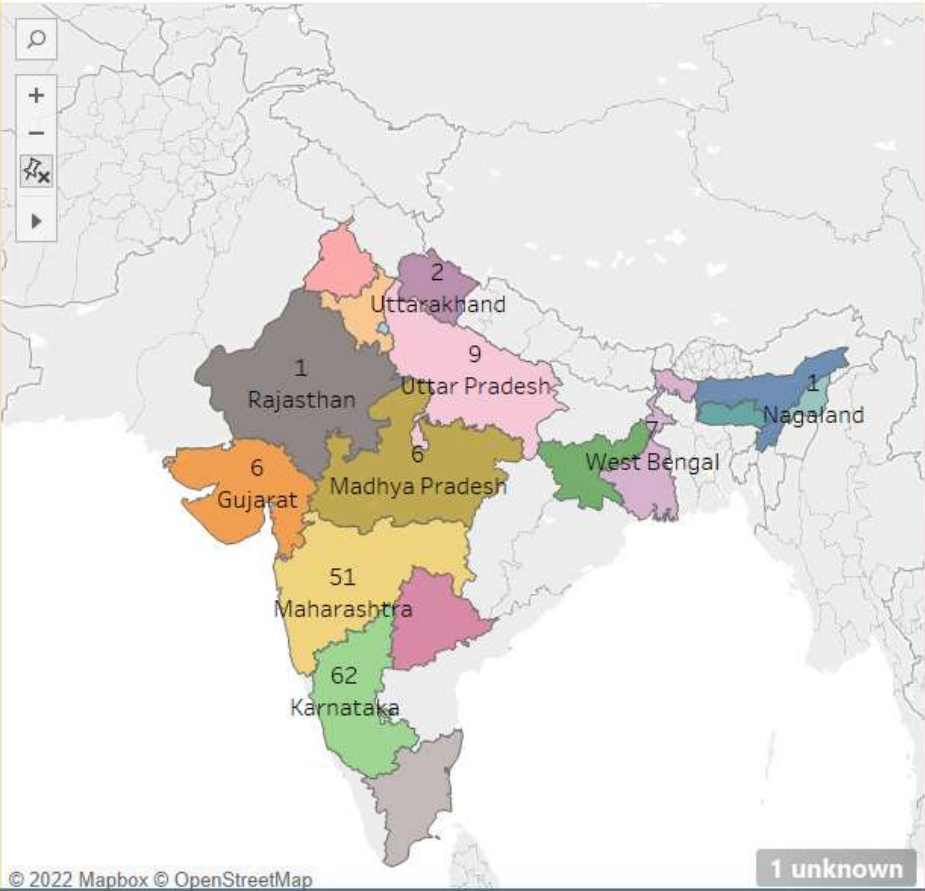 2
Uttarakhand
9
Uttar Pradesh
1
Rajasthan
1
Nagaland
7
West Bengal
6
Gujarat
6
Madhya Pradesh
51
Maharashtra
62
Karnataka
1 unknown
© 2022 Mapbox © OpenStreetMap